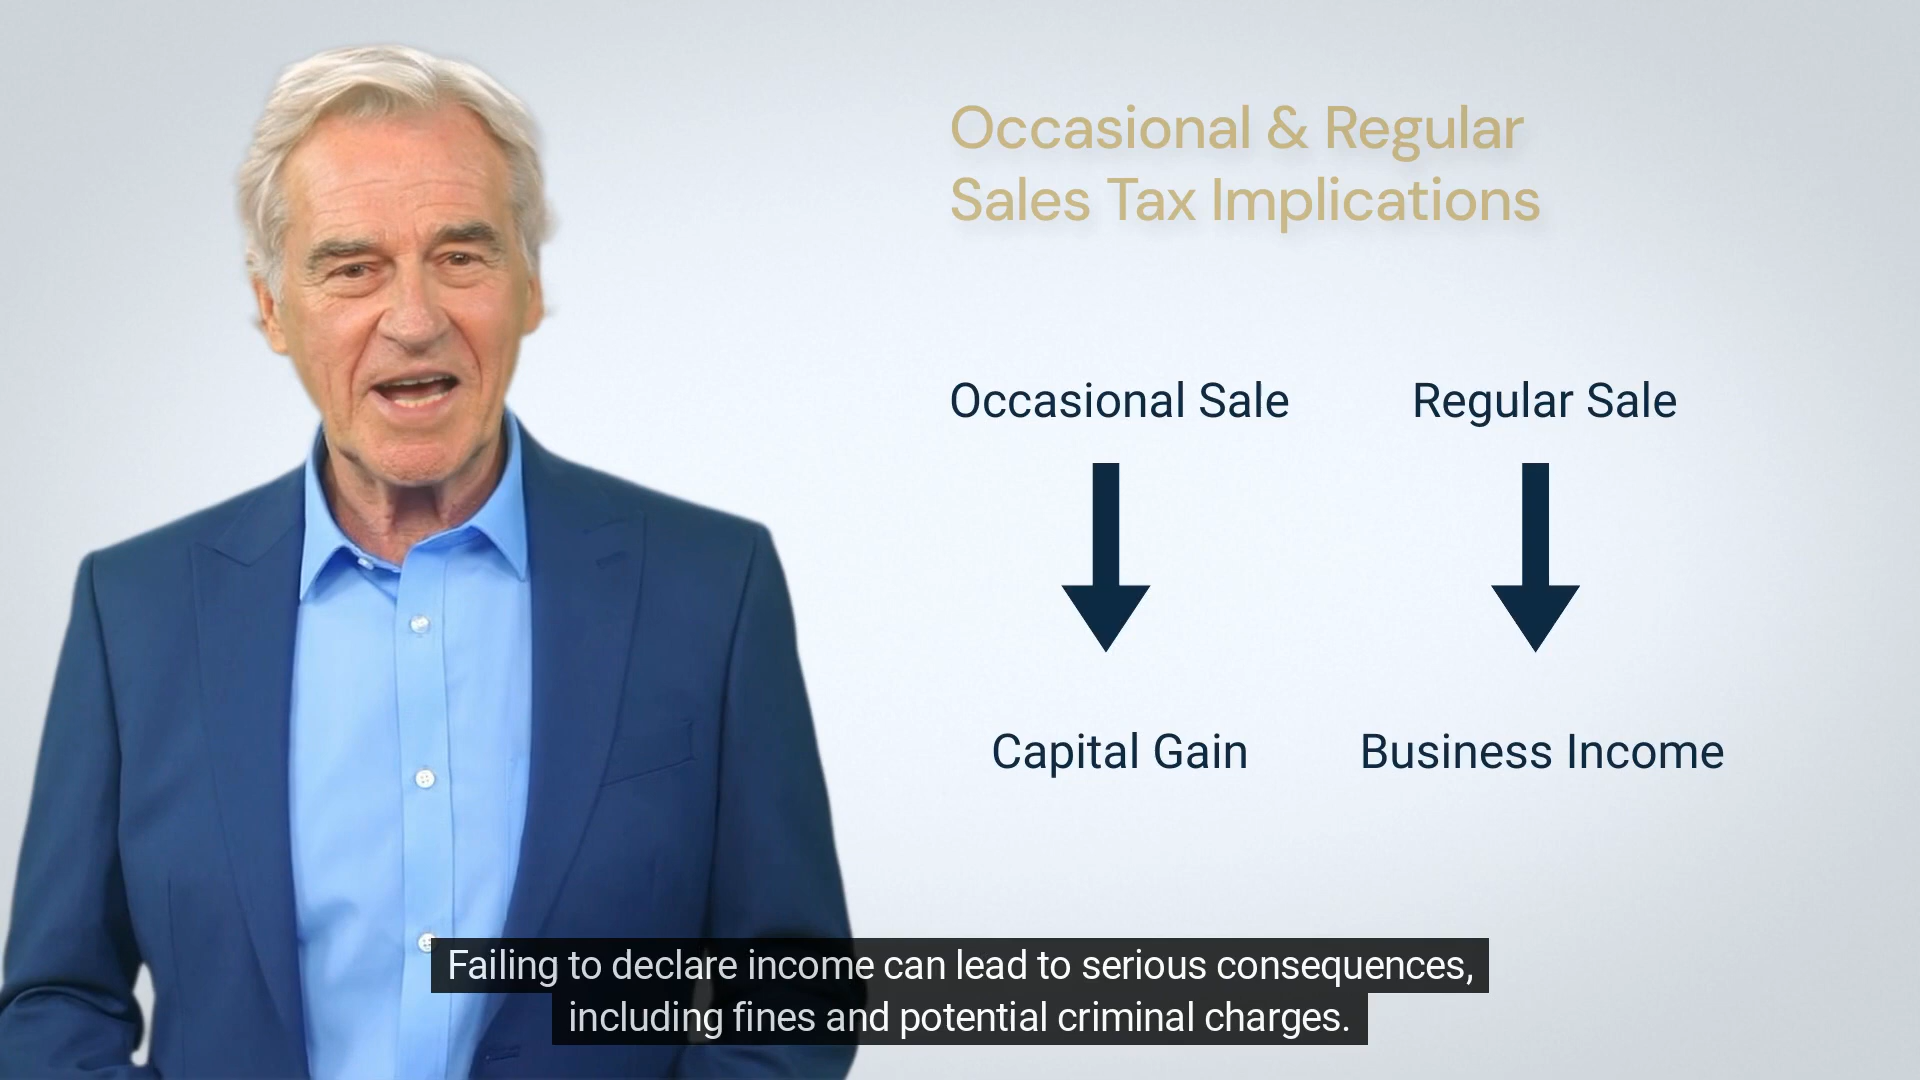 Occasional & Regular
Sales Tax Implications
Occasional Sale
Regular Sale
Capital Gain
Business Income
Failing to declare income can lead to serious consequences,
including fines and potential criminal charges.